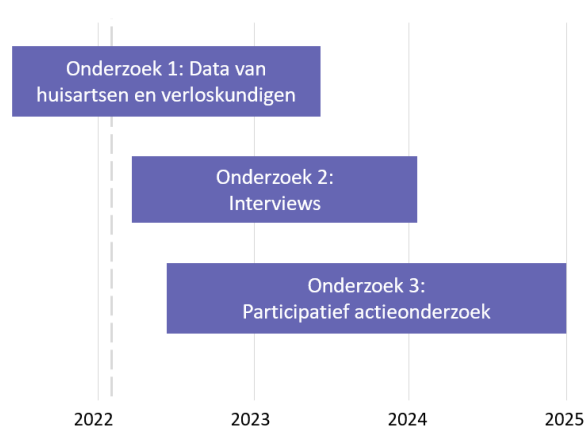 Onderzoek 1: Data van
huisartsen en verloskundigen
Onderzoek 2:
Interviews
Onderzoek 3:
Participatief actieonderzoek
2022
2023
2024
2025